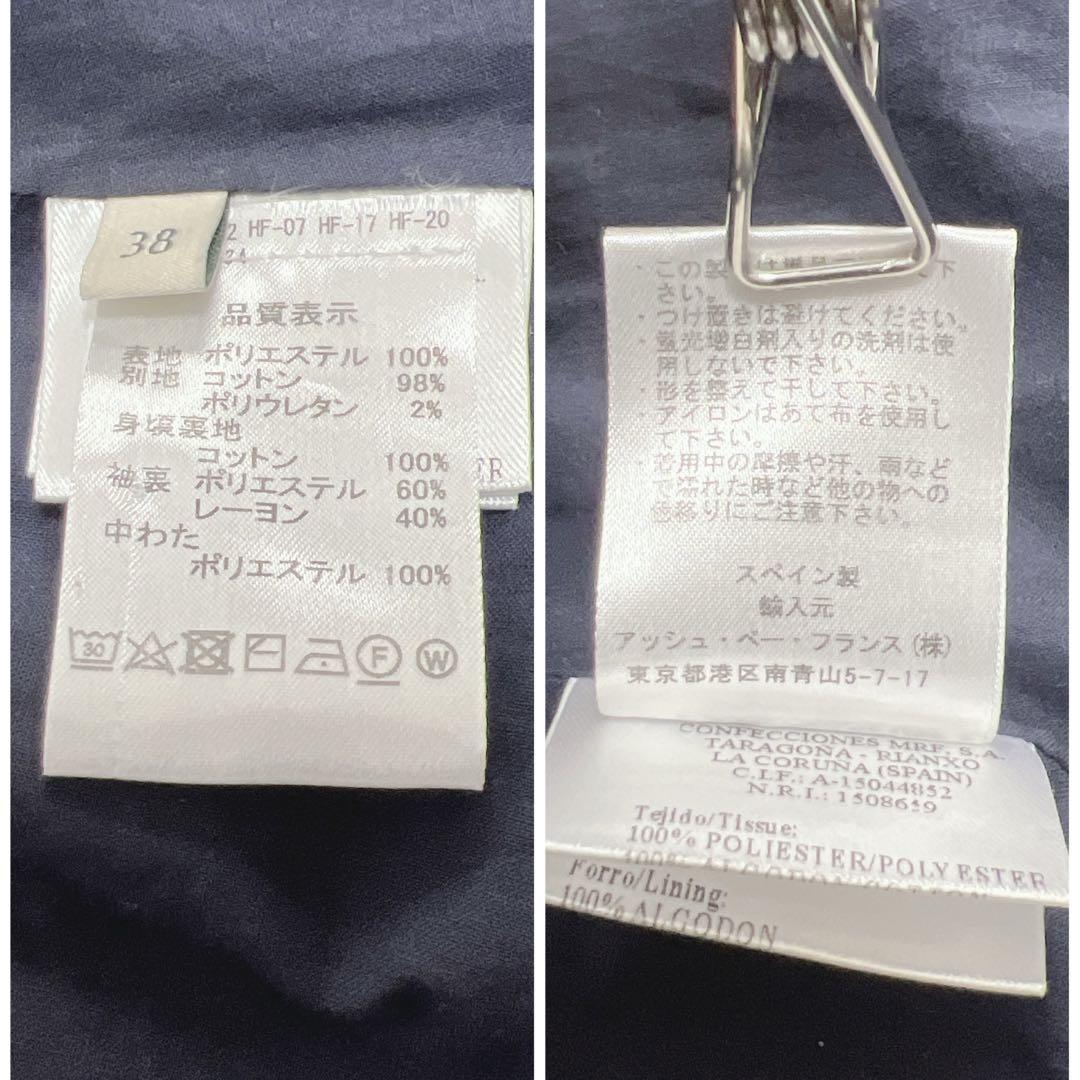 38
2 HF-07 HF-17 HF-20
24
品質表示
表地 ポリエステル 100%
別地 コットン 98%
ポリウレタン 2%
身頃裏地
コットン 100%
袖裏 ポリエステル 60%
レーヨン 40%
中わた
ポリエステル 100%
30
F W
ER
・この製
さい。
・つけ置きは避けてください。
・蛍光増白剤入りの洗剤は使
用しないで下さい。
・形を整えて干して下さい。
・アイロンはあて布を使用し
て下さい。
・着用中の摩擦や汗、雨など
で濡れた時など他の物への
色移りにご注意下さい。
スペイン製
輸入元
アッシュ・ペー・フランス(株)
東京都港区南青山5-7-17
CONFECCIONES MRF, S.A.
TARAGOÑA - RIANXO
LA CORUNA (SPAIN)
C.I.F.: A-15044852
N.R.I.: 1508659
Tejido/Tissue:
100% POLIESTER/POLYESTER
Forro/Lining:
100% ALGODON